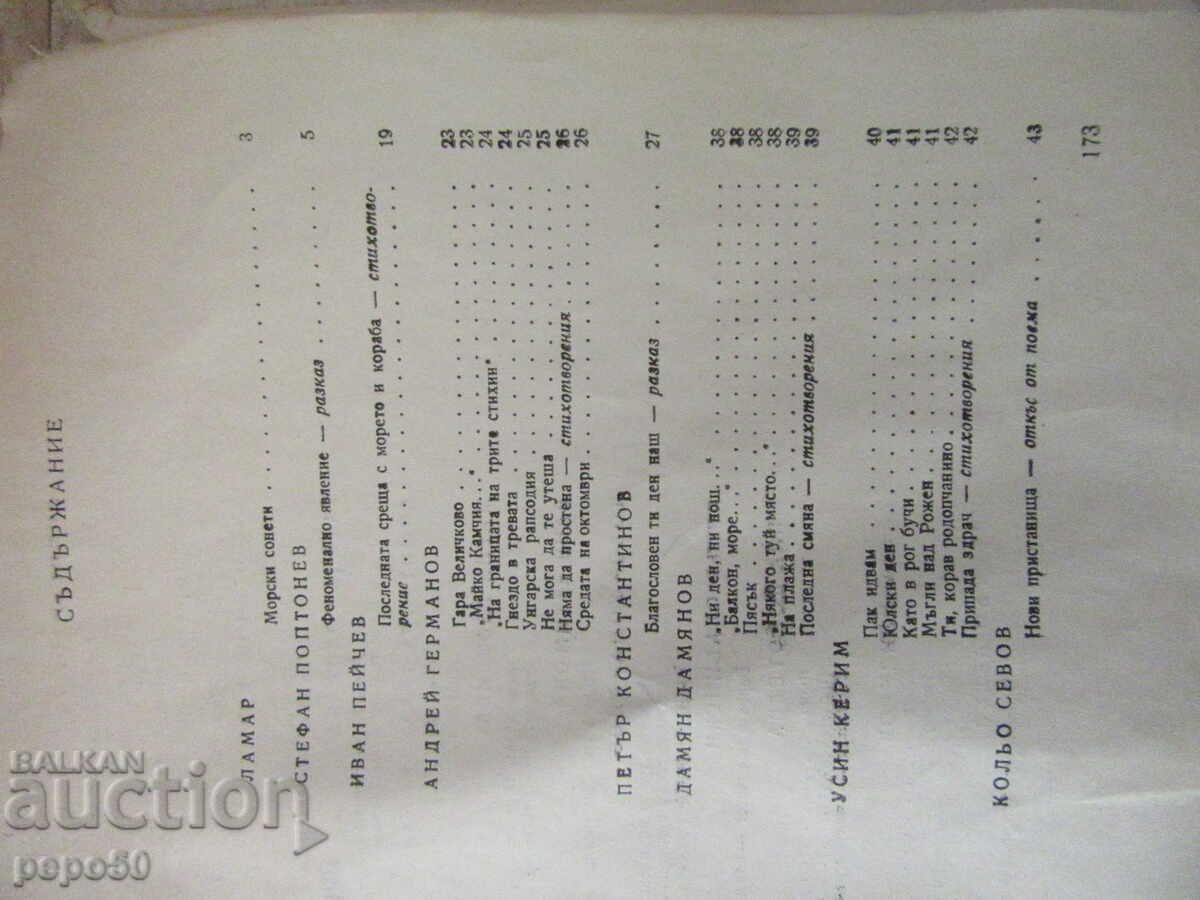 СЪДЪРЖАНИЕ
ЛАМАР
Морски сонети . . . . . . . . . . . . . . 3
СТЕФАН ПОПТОНЕВ
Феноменално явление — разказ . . . . . . . . . 5
ИВАН ПЕЙЧЕВ
Последната среща с морето и кораба — стихотво-
рение . . . . . . . . . . . . . . . . . 19
АНДРЕЙ ГЕРМАНОВ
Гара Величково . . . . . . . . . . . . . 23
„Майко Камчия...“ . . . . . . . . . . . . 23
„На границата на трите стихии“ . . . . . . . . 24
Гнездо в тревата . . . . . . . . . . . . 24
Унгарска рапсодия . . . . . . . . . . . . 25
Не мога да те утеша . . . . . . . . . . . 25
Няма да простена — стихотворения . . . . . . . 26
Средата на октомври . . . . . . . . . . . 26
ПЕТЪР КОНСТАНТИНОВ
Благословен ти ден наш — разказ . . . . . . . 27
ДАМЯН ДАМЯНОВ
„Ни ден, ни нощ...“ . . . . . . . . . . . 38
„Балкон, море...“ . . . . . . . . . . . . 38
Пясък . . . . . . . . . . . . . . . . 38
„Някого туй място...“ . . . . . . . . . . . 38
На плажа . . . . . . . . . . . . . . . 39
Последна смяна — стихотворения . . . . . . . . 39
УСИН КЕРИМ
Пак идвам . . . . . . . . . . . . . . . 40
Юлски ден . . . . . . . . . . . . . . . 41
Като в рог бучи . . . . . . . . . . . . . 41
Мъгли над Рожен . . . . . . . . . . . . . 41
Ти, корав родопчанино . . . . . . . . . . . 42
Припада здрач — стихотворения . . . . . . . . 42
КОЛЬО СЕВОВ
Нови пристанища — откъс от поема . . . . . 43
173
BALKAN
auction
pepo50